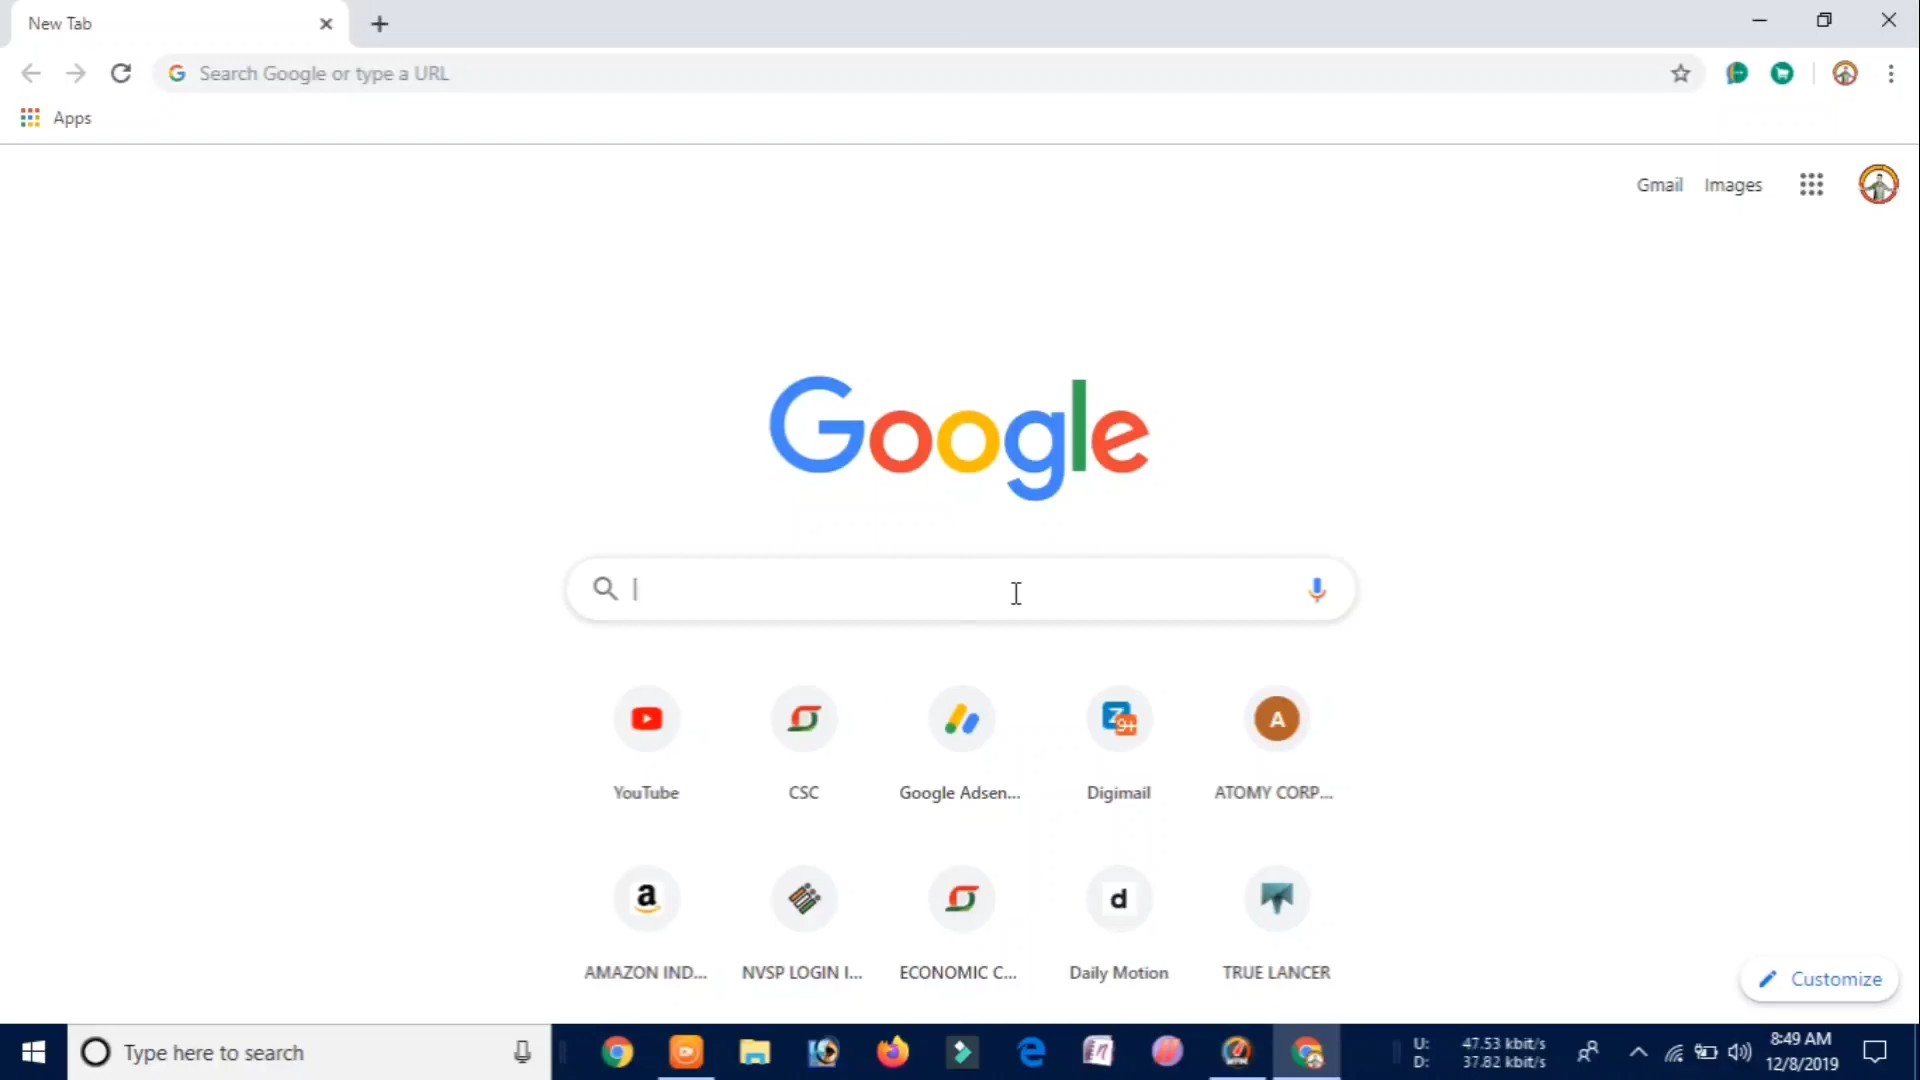 New Tab
Search Google or type a URL
Apps
Gmail Images
Google
YouTube CSC Google Adsen... Digimail ATOMY CORP...
AMAZON IND... NVSP LOGIN I... ECONOMIC C... Daily Motion TRUE LANCER
Customize
Type here to search
U: 47.53 kbit/s
D: 37.82 kbit/s
8:49 AM
12/8/2019